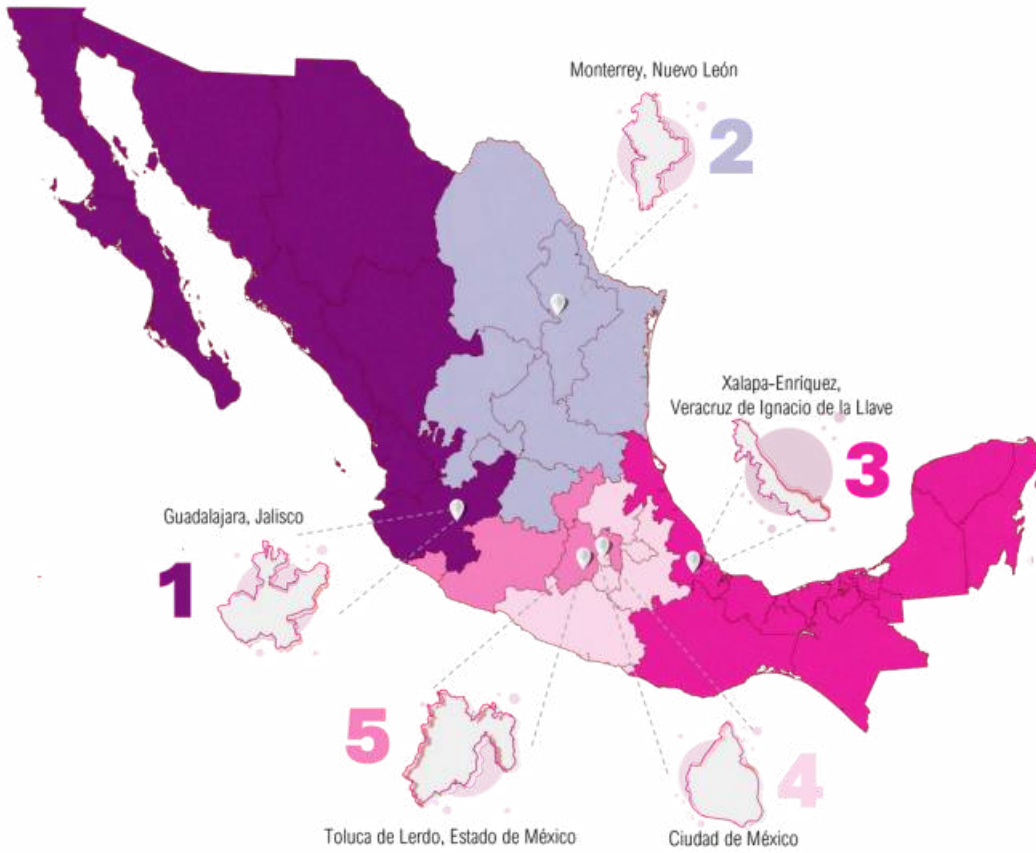 Monterrey, Nuevo León
2
Xalapa-Enríquez,
Veracruz de Ignacio de la Llave
3
Guadalajara, Jalisco
1
5
4
Toluca de Lerdo, Estado de México
Ciudad de México